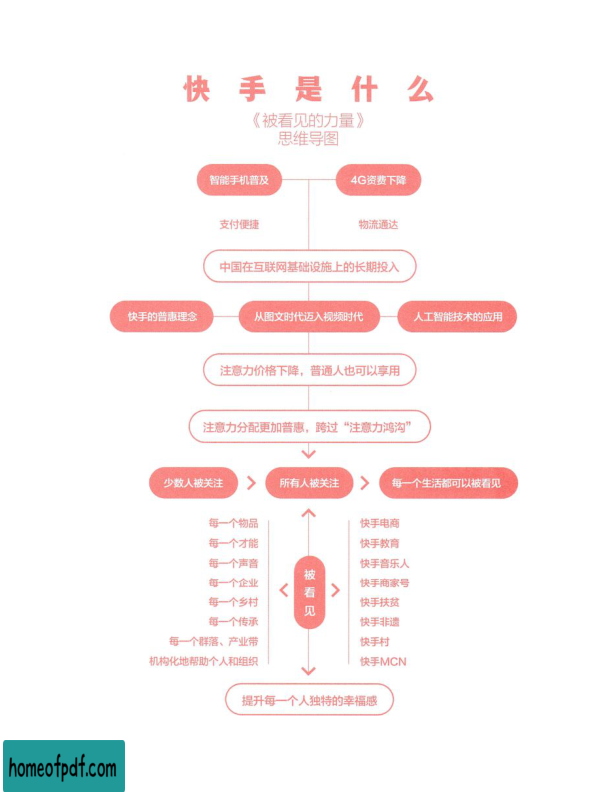 快手是什么
《被看见的力量》
思维导图
智能手机普及
4G资费下降
支付便捷
物流通达
中国在互联网基础设施上的长期投入
快手的普惠理念
从图文时代迈入视频时代
人工智能技术的应用
注意力价格下降，普通人也可以享用
注意力分配更加普惠，跨过“注意力鸿沟”
少数人被关注
所有人被关注
每一个生活都可以被看见
每一个物品
每一个才能
每一个声音
每一个企业
每一个乡村
每一个传承
每一个群落、产业带
机构化地帮助个人和组织
被看见
快手电商
快手教育
快手音乐人
快手商家号
快手扶贫
快手非遗
快手村
快手MCN
提升每一个人独特的幸福感
homeofpdf.com